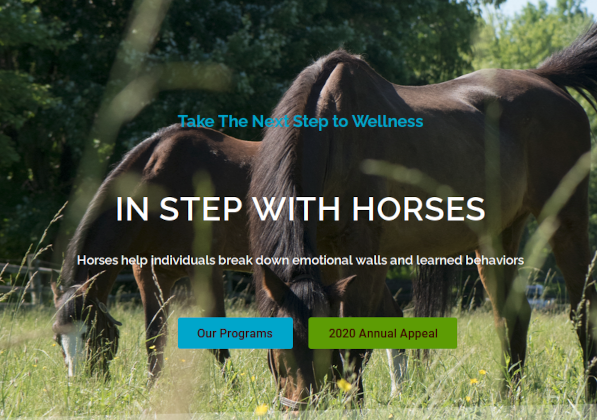 Take The Next Step to Wellness
IN STEP WITH HORSES
Horses help individuals break down emotional walls and learned behaviors
Our Programs
2020 Annual Appeal